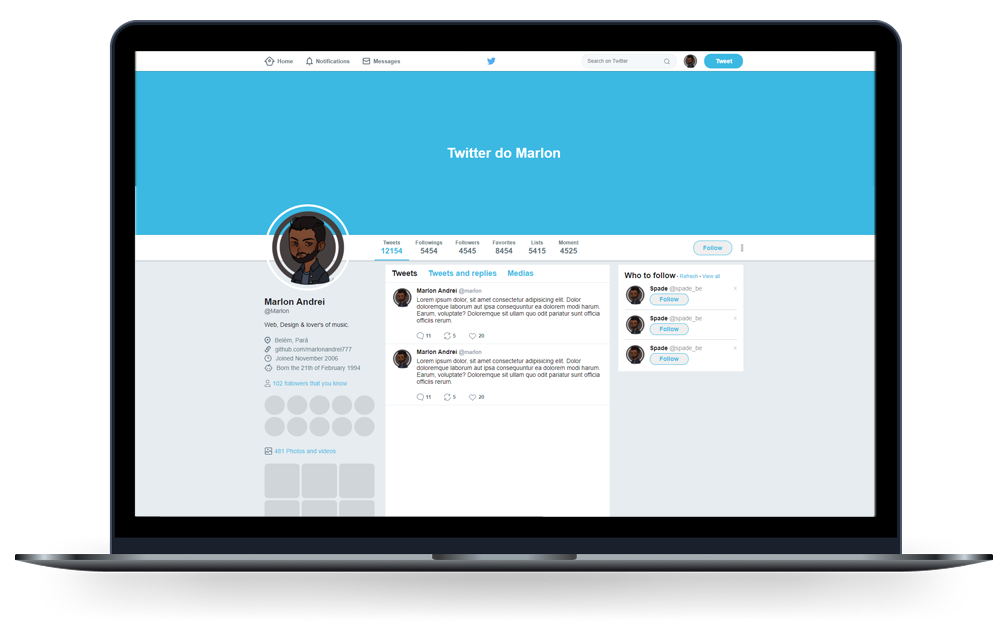 Home Notifications Messages Search on Twitter Tweet
Twitter do Marlon
Tweets Followings Followers Favorites Lists Moment
12154 5454 4545 8454 5415 4525
Follow
Marlon Andrei
@Marlon
Web, Design & lover's of music.
Belém, Pará
github.com/marlonandrei777
Joined November 2006
Born the 21th of February 1994
102 followers that you know
481 Photos and videos
Tweets Tweets and replies Medias
Marlon Andrei @marlon
Lorem ipsum dolor, sit amet consectetur adipisicing elit. Dolor
doloremque laborum aut ipsa consequuntur ea dolorem modi harum.
Earum, voluptate? Doloremque sit ullam quo odit pariatur sunt officia
officiis rerum.
11 5 20
Marlon Andrei @marlon
Lorem ipsum dolor, sit amet consectetur adipisicing elit. Dolor
doloremque laborum aut ipsa consequuntur ea dolorem modi harum.
Earum, voluptate? Doloremque sit ullam quo odit pariatur sunt officia
officiis rerum.
11 5 20
Who to follow • Refresh • View all
Spade @spade_be x
Follow
Spade @spade_be x
Follow
Spade @spade_be x
Follow